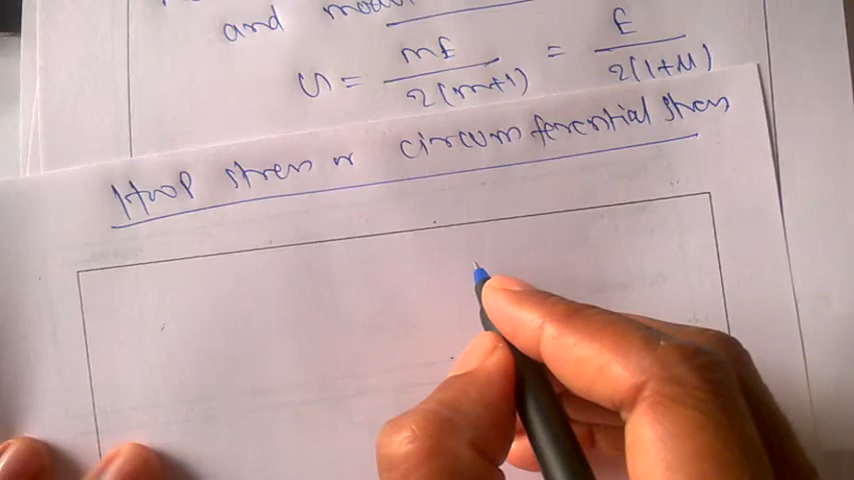 and
G = mE / 2(m+1) = E / 2(1+μ)
Hoop stress or circumferential stress